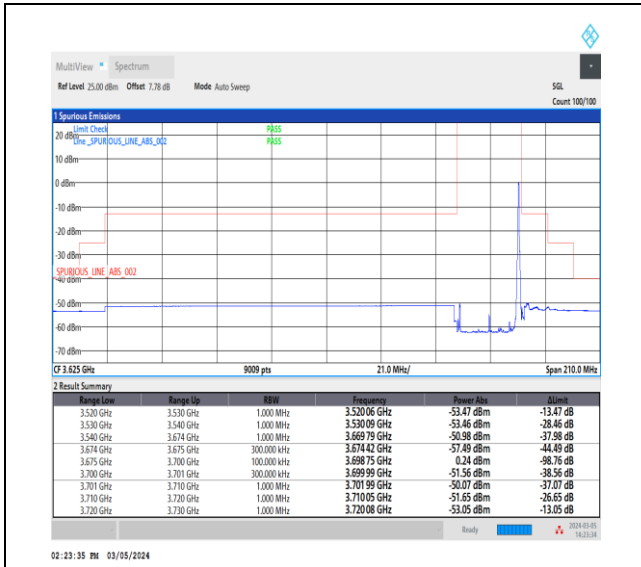 MultiView * Spectrum
Ref Level 25.00 dBm Offset 7.78 dB Mode Auto Sweep SGL
Count 100/100
1 Spurious Emissions
Limit Check PASS
20 dBm
Line _SPURIOUS_LINE_ABS_002 PASS
10 dBm
0 dBm
-10 dBm
-20 dBm
-30 dBm
SPURIOUS_LINE_ABS_002
-40 dBm
-50 dBm
-60 dBm
-70 dBm
CF 3.625 GHz 9009 pts 21.0 MHz/ Span 210.0 MHz
2 Result Summary
Range Low Range Up RBW Frequency Power Abs ΔLimit
3.520 GHz 3.530 GHz 1.000 MHz 3.52006 GHz -53.47 dBm -13.47 dB
3.530 GHz 3.540 GHz 1.000 MHz 3.53009 GHz -53.46 dBm -28.46 dB
3.540 GHz 3.674 GHz 1.000 MHz 3.66979 GHz -50.98 dBm -37.98 dB
3.674 GHz 3.675 GHz 300.000 kHz 3.67442 GHz -57.49 dBm -44.49 dB
3.675 GHz 3.700 GHz 100.000 kHz 3.69875 GHz 0.24 dBm -98.76 dB
3.700 GHz 3.701 GHz 300.000 kHz 3.69999 GHz -51.56 dBm -38.56 dB
3.701 GHz 3.710 GHz 1.000 MHz 3.70199 GHz -50.07 dBm -37.07 dB
3.710 GHz 3.720 GHz 1.000 MHz 3.71005 GHz -51.65 dBm -26.65 dB
3.720 GHz 3.730 GHz 1.000 MHz 3.72008 GHz -53.05 dBm -13.05 dB
Ready 2024-03-05
14:23:34
02:23:35 PM 03/05/2024